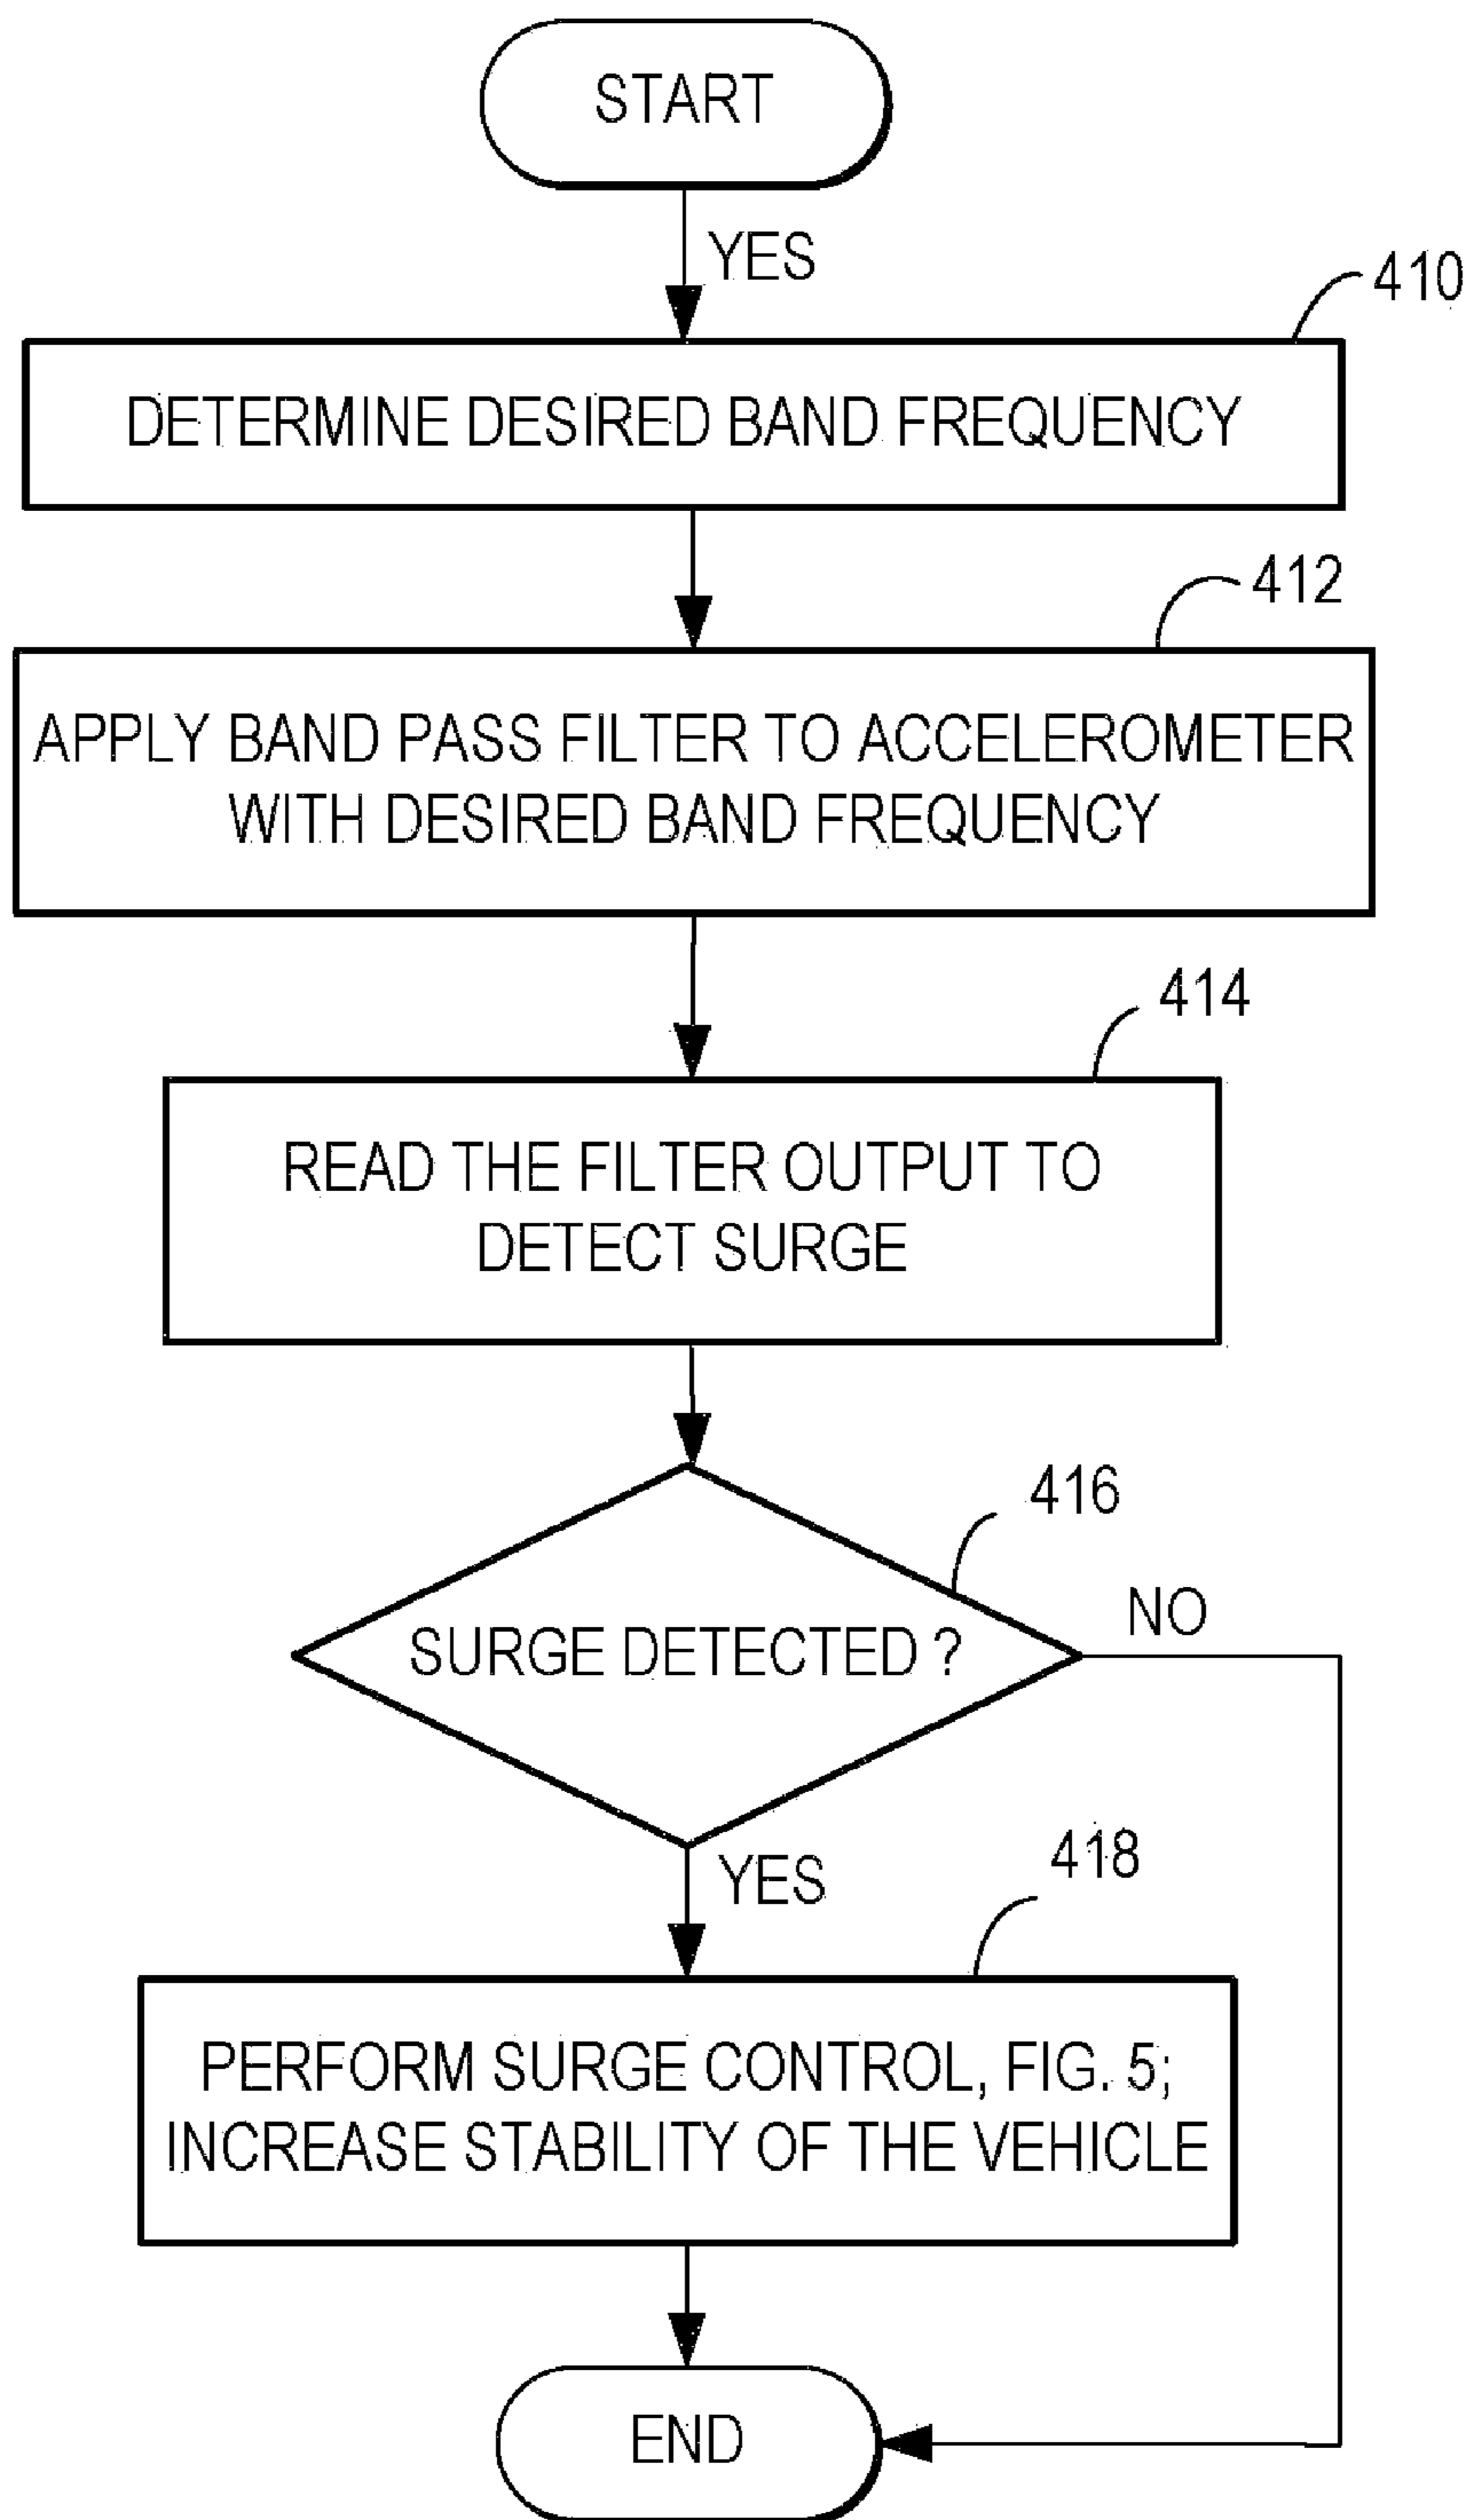 START
YES
410
DETERMINE DESIRED BAND FREQUENCY
412
APPLY BAND PASS FILTER TO ACCELEROMETER
WITH DESIRED BAND FREQUENCY
414
READ THE FILTER OUTPUT TO
DETECT SURGE
416
NO
SURGE DETECTED ?
YES
418
PERFORM SURGE CONTROL, FIG. 5;
INCREASE STABILITY OF THE VEHICLE
END